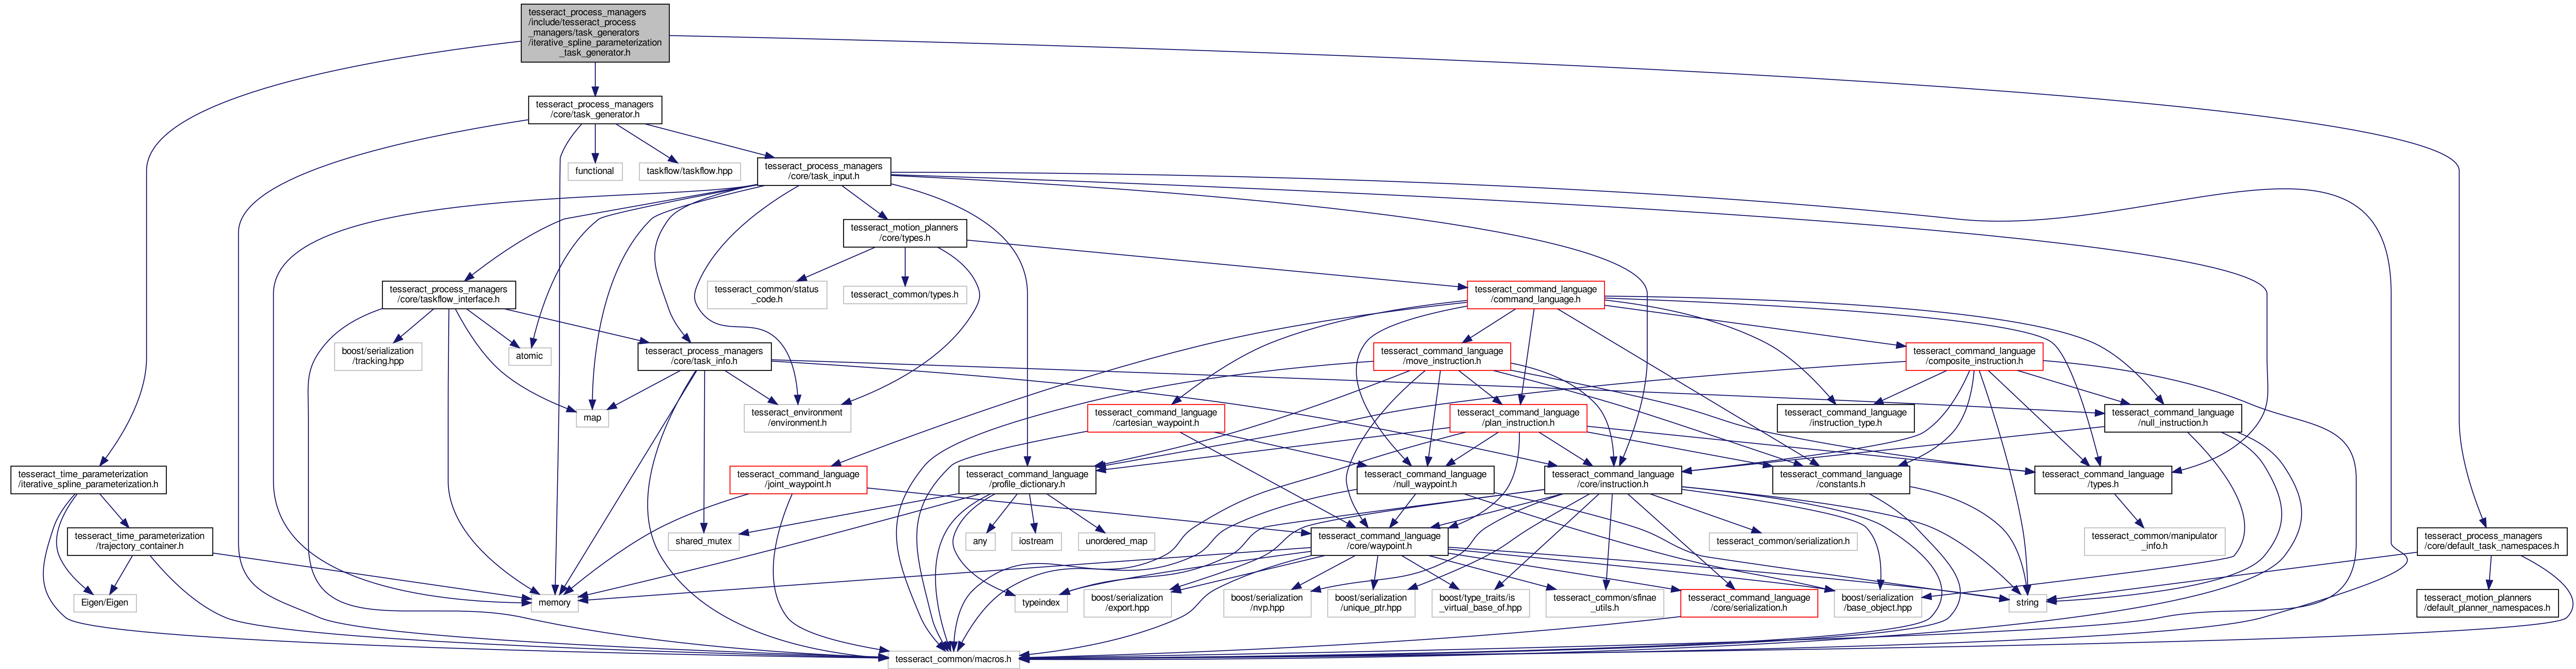 tesseract_process_managers
/include/tesseract_process
_managers/task_generators
/iterative_spline_parameterization
_task_generator.h
tesseract_process_managers
/core/task_generator.h
functional
taskflow/taskflow.hpp
tesseract_process_managers
/core/task_input.h
tesseract_motion_planners
/core/types.h
tesseract_process_managers
/core/taskflow_interface.h
tesseract_common/status
_code.h
tesseract_common/types.h
tesseract_command_language
/command_language.h
boost/serialization
/tracking.hpp
atomic
tesseract_process_managers
/core/task_info.h
tesseract_command_language
/move_instruction.h
tesseract_command_language
/composite_instruction.h
map
tesseract_environment
/environment.h
tesseract_command_language
/cartesian_waypoint.h
tesseract_command_language
/plan_instruction.h
tesseract_command_language
/instruction_type.h
tesseract_command_language
/null_instruction.h
tesseract_time_parameterization
/iterative_spline_parameterization.h
tesseract_command_language
/joint_waypoint.h
tesseract_command_language
/profile_dictionary.h
tesseract_command_language
/null_waypoint.h
tesseract_command_language
/core/instruction.h
tesseract_command_language
/constants.h
tesseract_command_language
/types.h
tesseract_time_parameterization
/trajectory_container.h
shared_mutex
any
iostream
unordered_map
tesseract_command_language
/core/waypoint.h
tesseract_common/serialization.h
tesseract_common/manipulator
_info.h
tesseract_process_managers
/core/default_task_namespaces.h
Eigen/Eigen
memory
typeindex
boost/serialization
/export.hpp
boost/serialization
/nvp.hpp
boost/serialization
/unique_ptr.hpp
boost/type_traits/is
_virtual_base_of.hpp
tesseract_common/sfinae
_utils.h
tesseract_command_language
/core/serialization.h
boost/serialization
/base_object.hpp
string
tesseract_motion_planners
/default_planner_namespaces.h
tesseract_common/macros.h